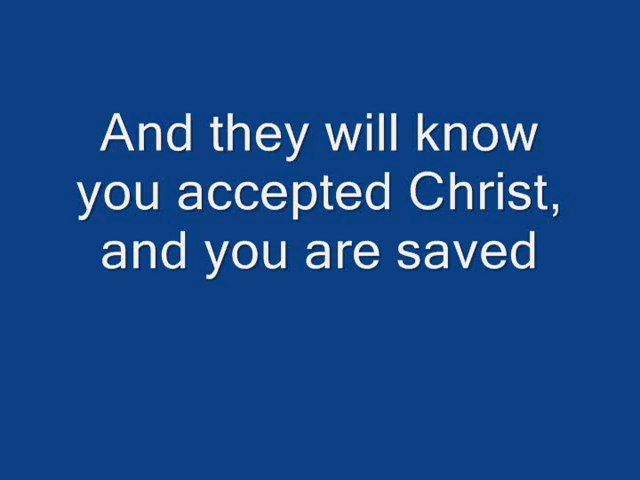 And they will know
you accepted Christ,
and you are saved